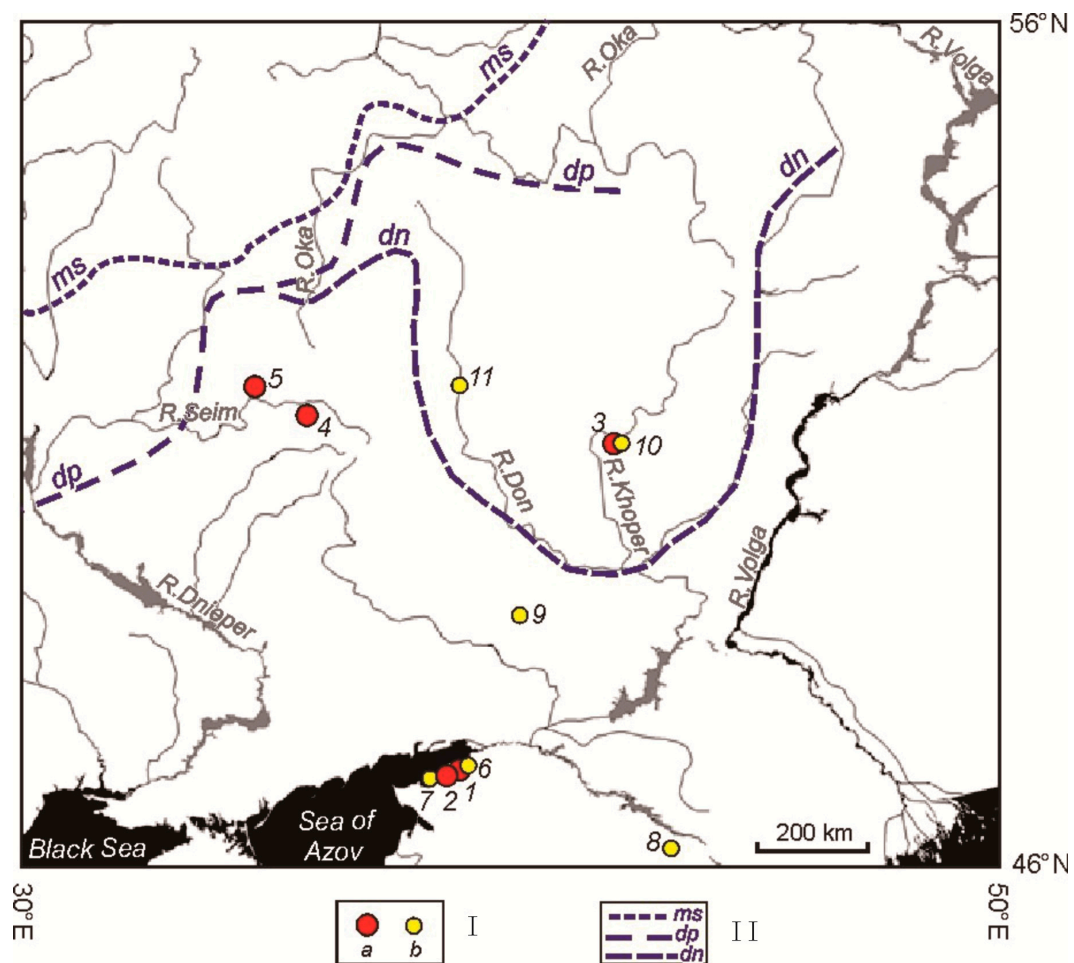 56°N
R.Oka
R.Volga
ms
dp
dn
R.Oka
dn
ms
5
11
R.Seim
4
3
10
dp
R.Don
R.Khoper
R.Volga
R.Dnieper
9
6
7
2
1
Sea of
Azov
Black Sea
8
200 km
46°N
30°E
50°E
a
b
I
ms
dp
dn
II